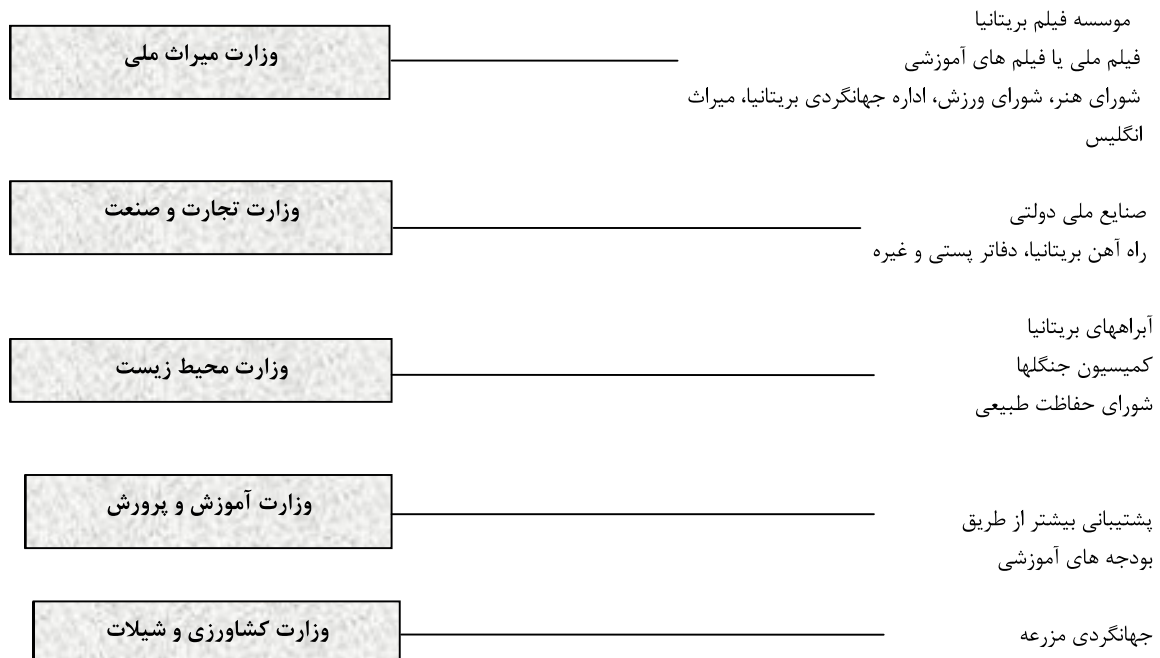 موسسه فیلم بریتانیا
وزارت میراث ملی
فیلم ملی یا فیلم های آموزشی
شورای هنر، شورای ورزش، اداره جهانگردی بریتانیا، میراث
انگلیس
وزارت تجارت و صنعت
صنایع ملی دولتی
راه آهن بریتانیا، دفاتر پستی و غیره
آبراههای بریتانیا
وزارت محیط زیست
کمیسیون جنگلها
شورای حفاظت طبیعی
وزارت آموزش و پرورش
پشتیبانی بیشتر از طریق
بودجه های آموزشی
وزارت کشاورزی و شیلات
جهانگردی مزرعه